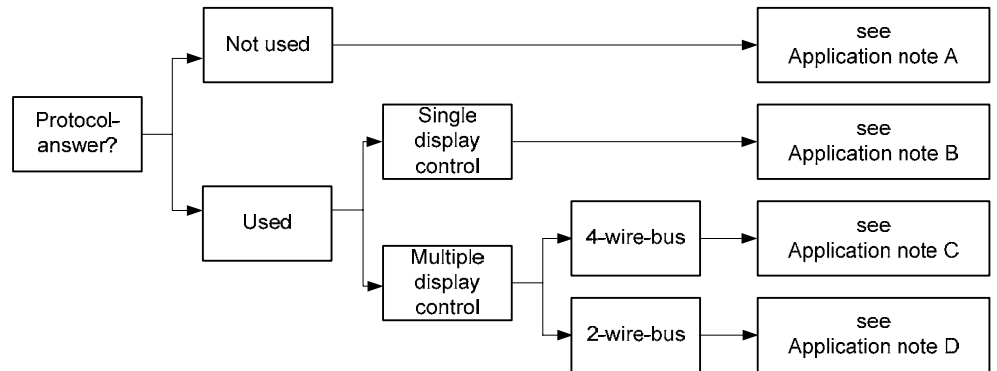 Protocol-
answer?
Not used
see
Application note A
Used
Single
display
control
see
Application note B
Multiple
display
control
4-wire-bus
see
Application note C
2-wire-bus
see
Application note D